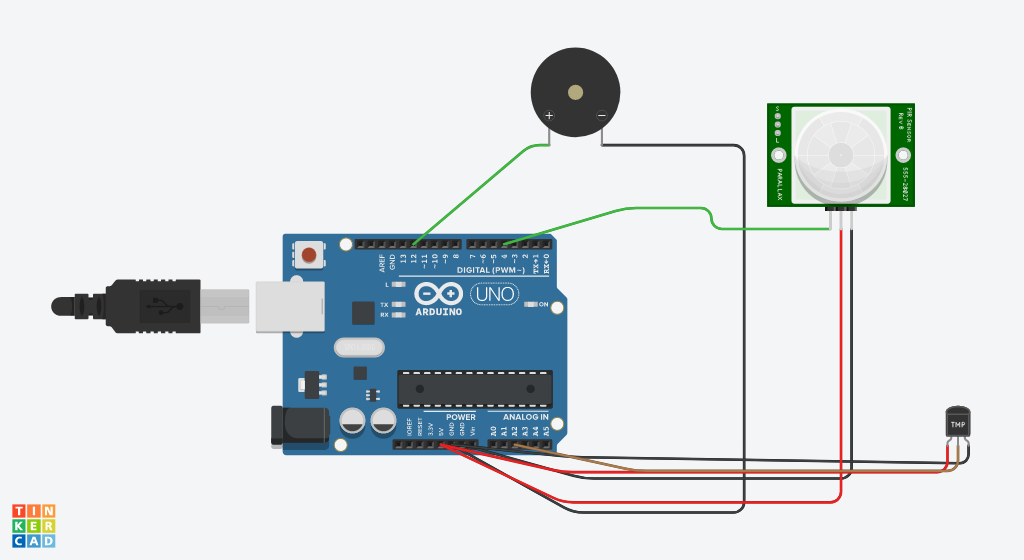 +
−
S
L
PARALLAX
PIR SENSOR
Rev B
555-28027
AREF
GND
13
12
~11
~10
~9
8
7
~6
~5
4
~3
2
TX→1
RX←0
DIGITAL (PWM~)
L
TX
RX
ARDUINO
UNO
ON
POWER
ANALOG IN
IOREF
RESET
3.3V
5V
GND
GND
Vin
A0
A1
A2
A3
A4
A5
TMP
TIN
KER
CAD